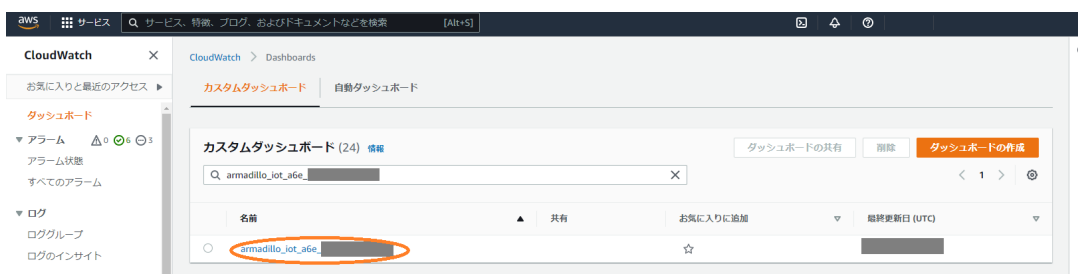 aws サービス サービス、特徴、ブログ、およびドキュメントなどを検索 [Alt+S]
CloudWatch
お気に入りと最近のアクセス
ダッシュボード
アラーム 0 6 3
アラーム状態
すべてのアラーム
ログ
ロググループ
ログのインサイト
CloudWatch > Dashboards
カスタムダッシュボード 自動ダッシュボード
カスタムダッシュボード (24) 情報 ダッシュボードの共有 削除 ダッシュボードの作成
armadillo_iot_a6e_ 1
名前 共有 お気に入りに追加 最終更新日 (UTC)
armadillo_iot_a6e_